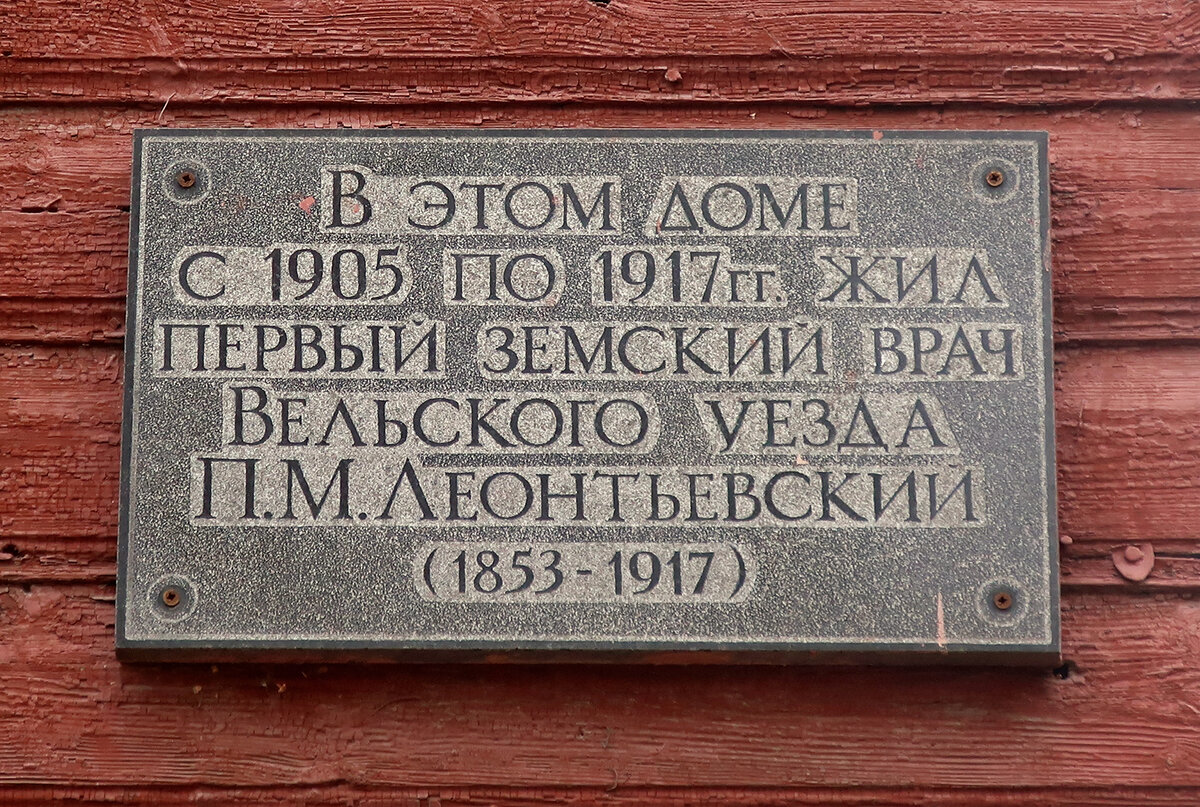 В ЭТОМ ДОМЕ
С 1905 ПО 1917гг. ЖИЛ
ПЕРВЫЙ ЗЕМСКИЙ ВРАЧ
ВЕЛЬСКОГО УЕЗДА
П.М.ЛЕОНТЬЕВСКИЙ
(1853-1917)